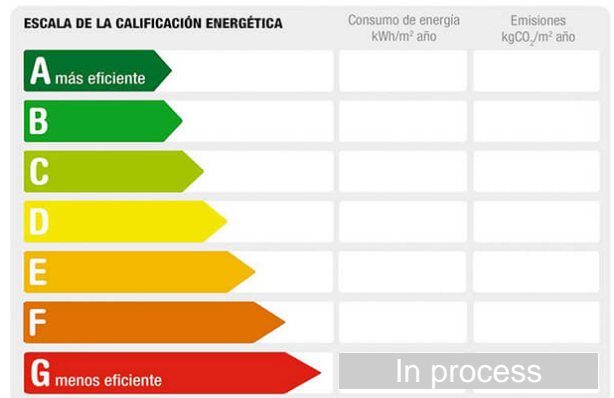 ESCALA DE LA CALIFICACIÓN ENERGÉTICA
Consumo de energía
kWh/m² año
Emisiones
kgCO₂/m² año
A más eficiente
B
C
D
E
F
G menos eficiente
In process